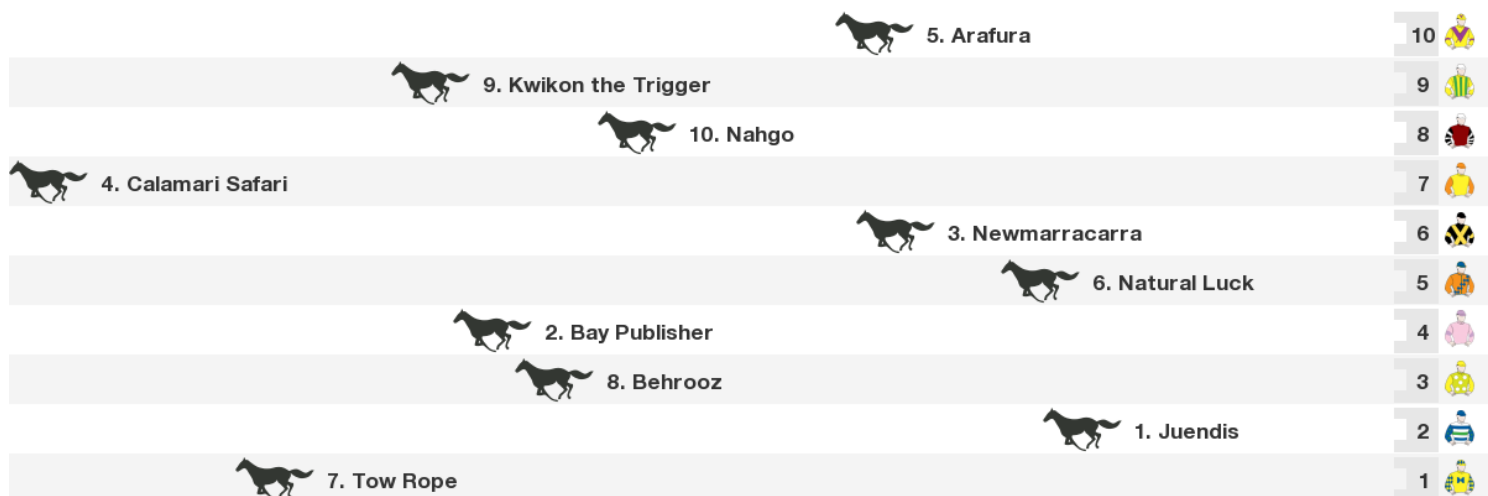 5. Arafura 10
9. Kwikon the Trigger 9
10. Nahgo 8
4. Calamari Safari 7
3. Newmarracarra 6
6. Natural Luck 5
2. Bay Publisher 4
8. Behrooz 3
1. Juendis 2
7. Tow Rope 1